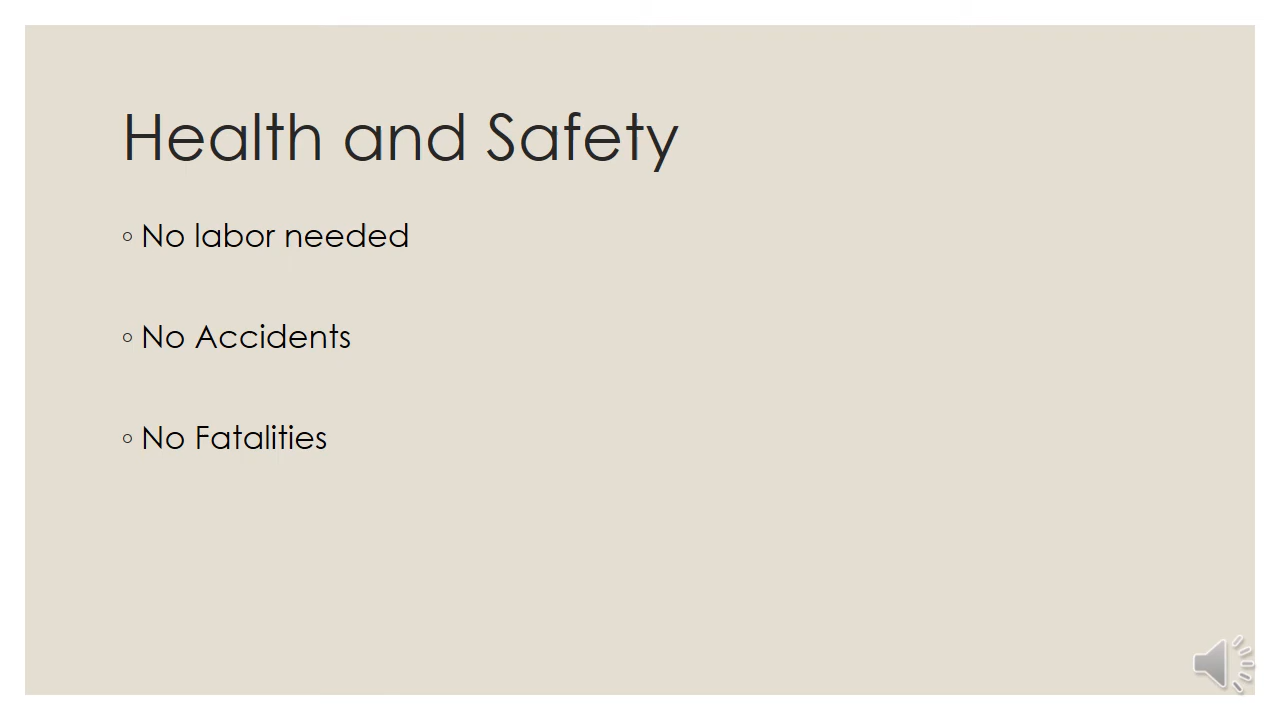 Health and Safety
◦ No labor needed
◦ No Accidents
◦ No Fatalities